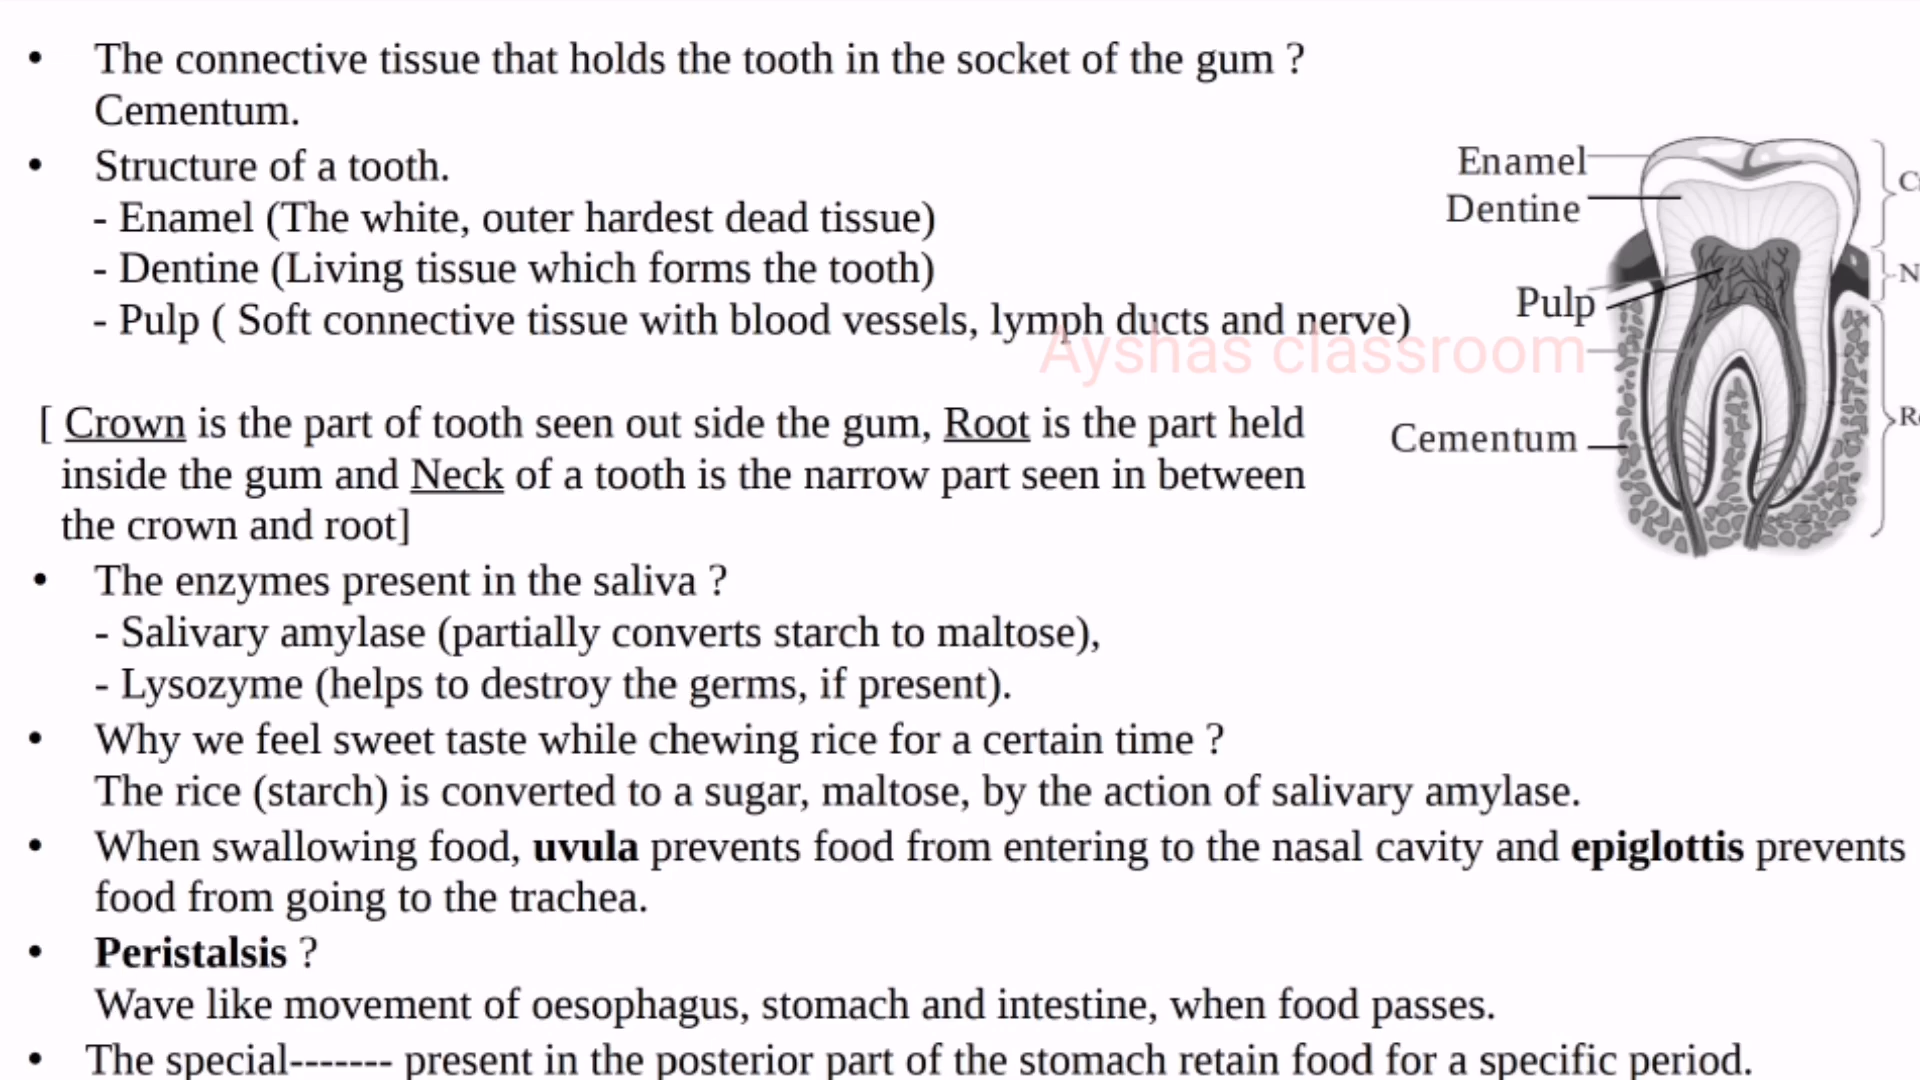 • The connective tissue that holds the tooth in the socket of the gum ?
Cementum.
• Structure of a tooth.
- Enamel (The white, outer hardest dead tissue)
- Dentine (Living tissue which forms the tooth)
- Pulp ( Soft connective tissue with blood vessels, lymph ducts and nerve)
Ayshas classroom
[ Crown is the part of tooth seen out side the gum, Root is the part held
inside the gum and Neck of a tooth is the narrow part seen in between
the crown and root]
Enamel
Dentine
Pulp
Cementum
• The enzymes present in the saliva ?
- Salivary amylase (partially converts starch to maltose),
- Lysozyme (helps to destroy the germs, if present).
• Why we feel sweet taste while chewing rice for a certain time ?
The rice (starch) is converted to a sugar, maltose, by the action of salivary amylase.
• When swallowing food, uvula prevents food from entering to the nasal cavity and epiglottis prevents
food from going to the trachea.
• Peristalsis ?
Wave like movement of oesophagus, stomach and intestine, when food passes.
• The special------- present in the posterior part of the stomach retain food for a specific period.